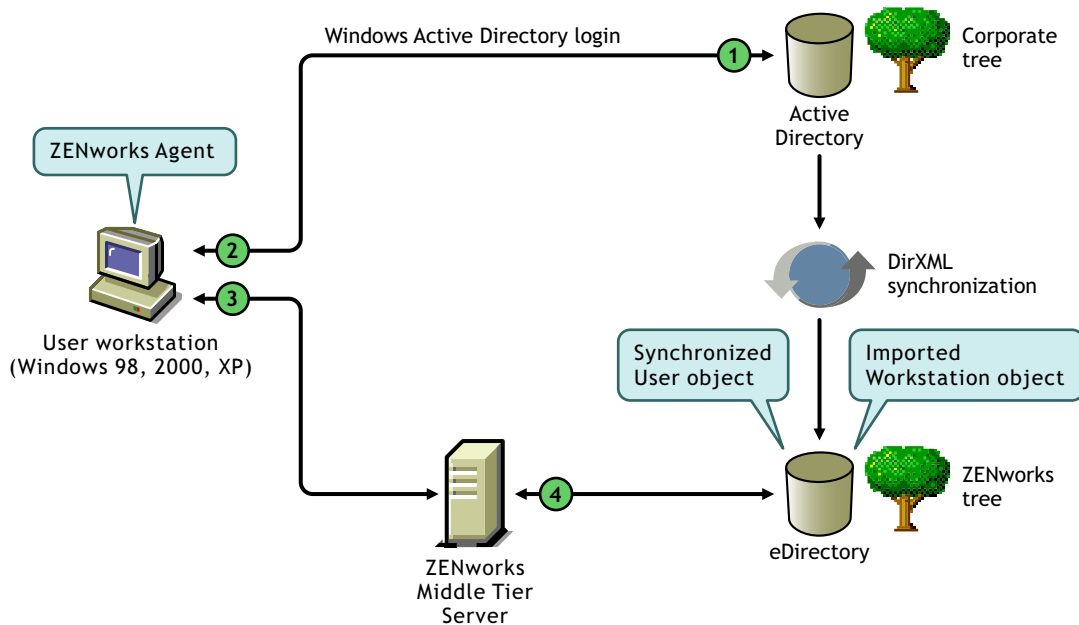 Windows Active Directory login
1
Corporate
tree
Active
Directory
ZENworks Agent
2
3
User workstation
(Windows 98, 2000, XP)
DirXML
synchronization
Synchronized
User object
Imported
Workstation object
4
ZENworks
tree
eDirectory
ZENworks
Middle Tier
Server